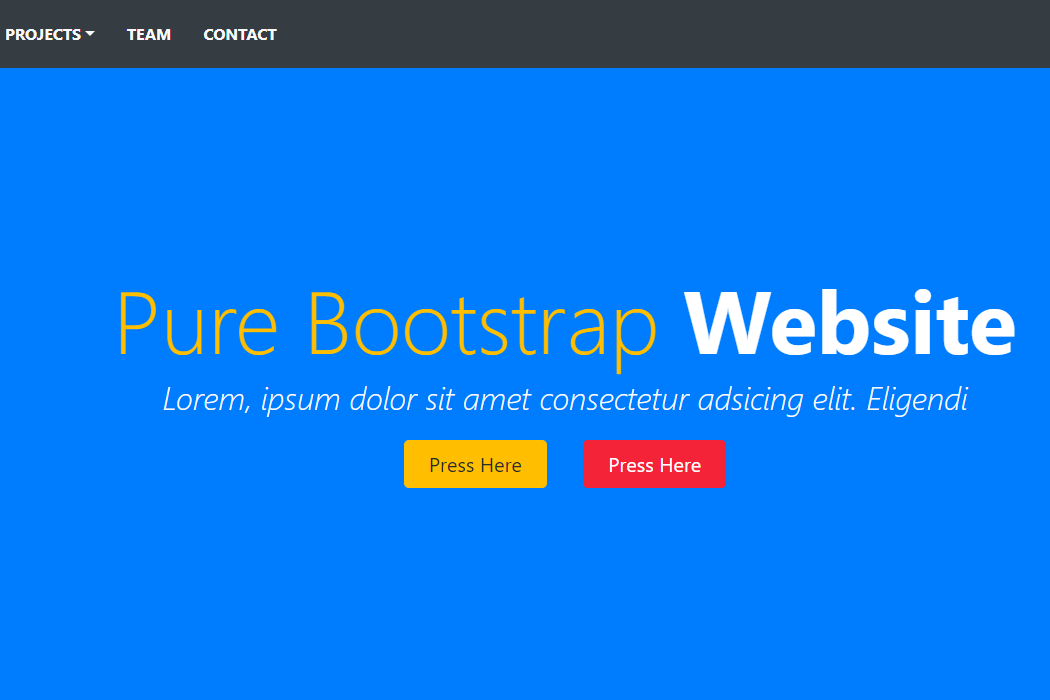 PROJECTS TEAM CONTACT
Pure Bootstrap Website
Lorem, ipsum dolor sit amet consectetur adsicing elit. Eligendi
Press Here Press Here